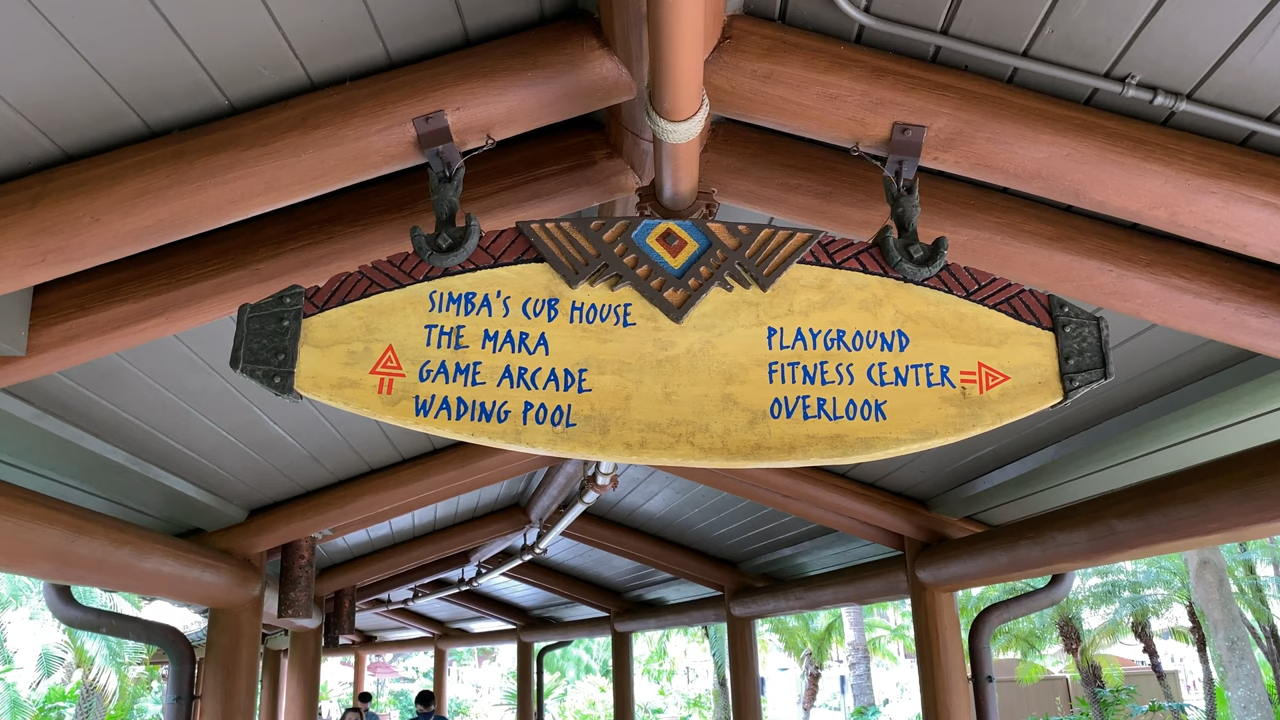 SIMBA'S CUB HOUSE
THE MARA
GAME ARCADE
WADING POOL
PLAYGROUND
FITNESS CENTER
OVERLOOK